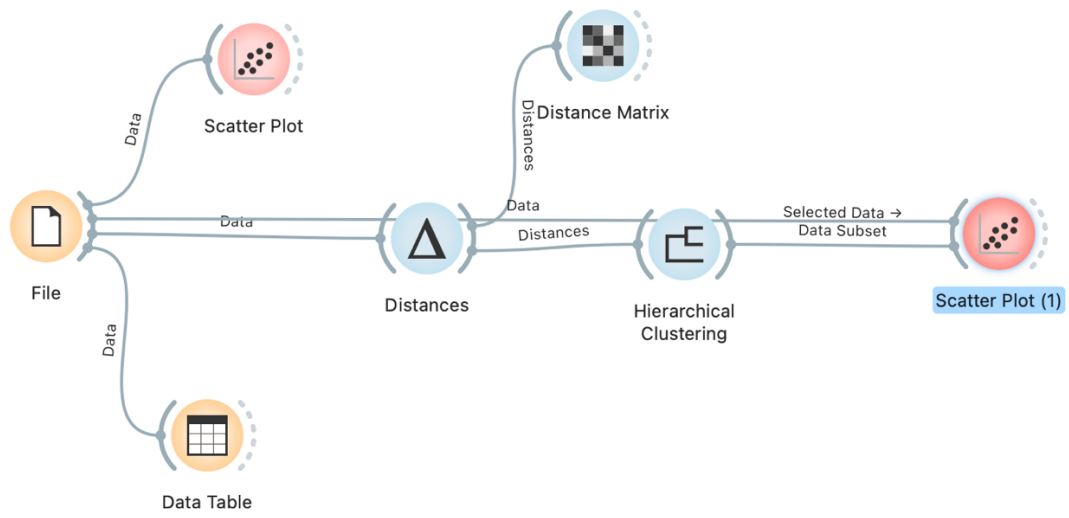 Scatter Plot
Distance Matrix
Data
Distances
Data
Data
Selected Data →
Data Subset
Distances
File
Distances
Hierarchical
Clustering
Scatter Plot (1)
Data
Data Table